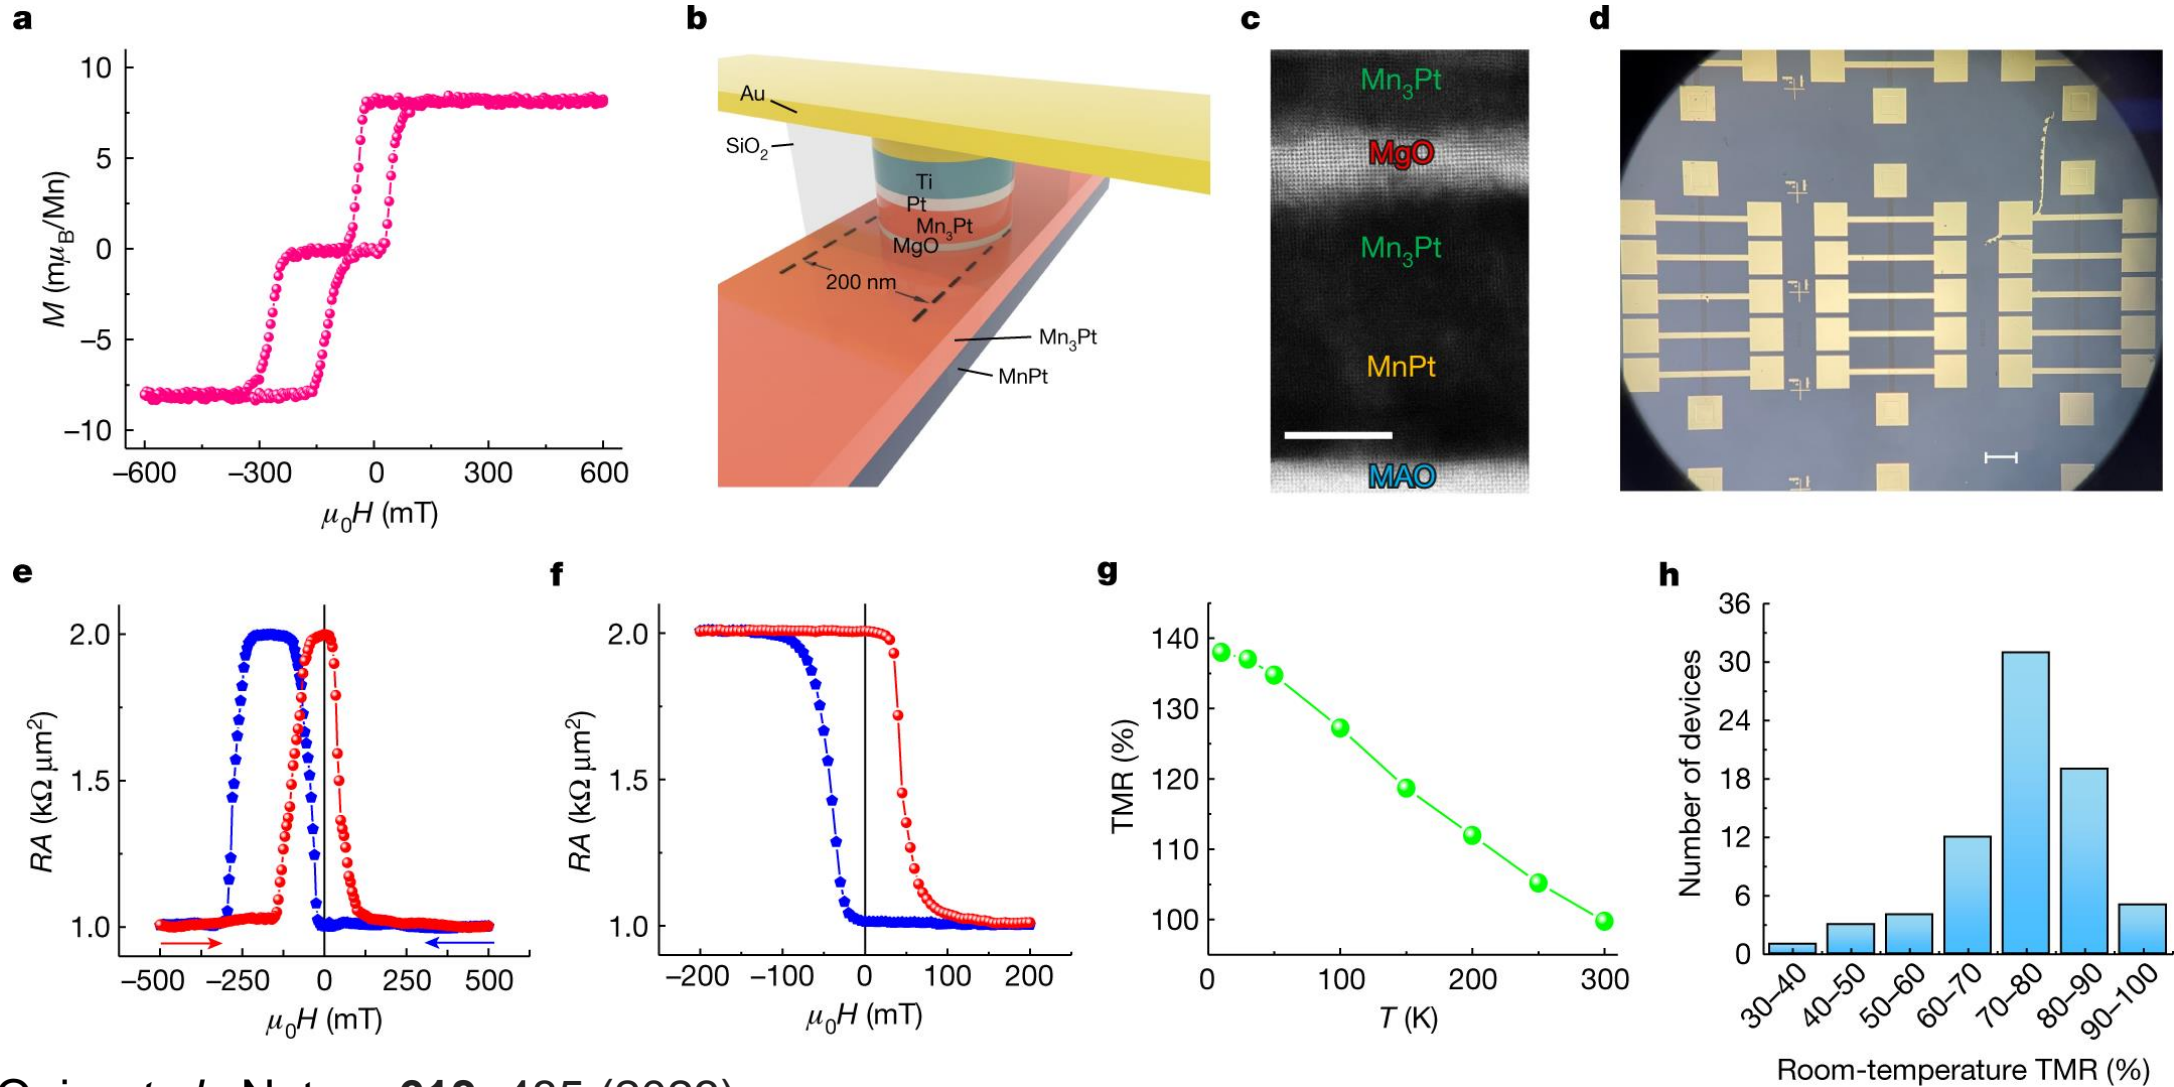 a
10
5
0
−5
−10
M (mμB/Mn)
−600 −300 0 300 600
μ0H (mT)
b
Au
SiO2
Ti
Pt
Mn3Pt
MgO
200 nm
Mn3Pt
MnPt
c
Mn3Pt
MgO
Mn3Pt
MnPt
MAO
d
e
2.0
1.5
1.0
RA (kΩ μm2)
−500 −250 0 250 500
μ0H (mT)
f
2.0
1.5
1.0
RA (kΩ μm2)
−200 −100 0 100 200
μ0H (mT)
g
140
130
120
110
100
TMR (%)
0 100 200 300
T (K)
h
36
30
24
18
12
6
0
Number of devices
30–40 40–50 50–60 60–70 70–80 80–90 90–100
Room-temperature TMR (%)